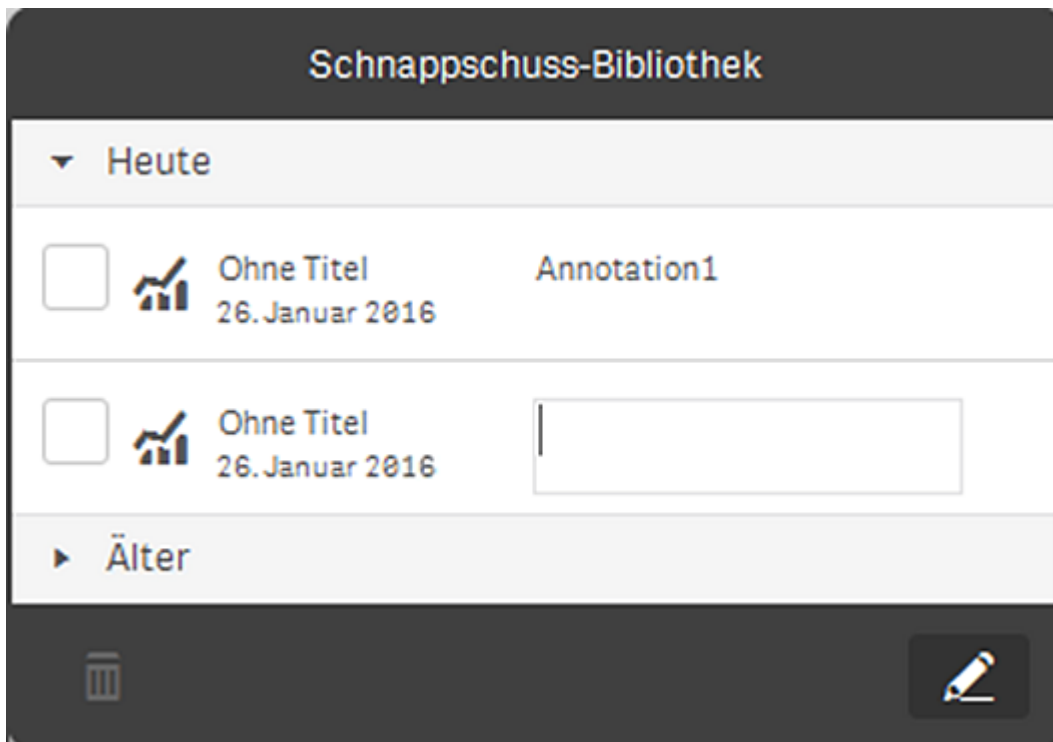 Schnappschuss-Bibliothek
Heute
Ohne Titel Annotation1
26. Januar 2016
Ohne Titel
26. Januar 2016
Älter